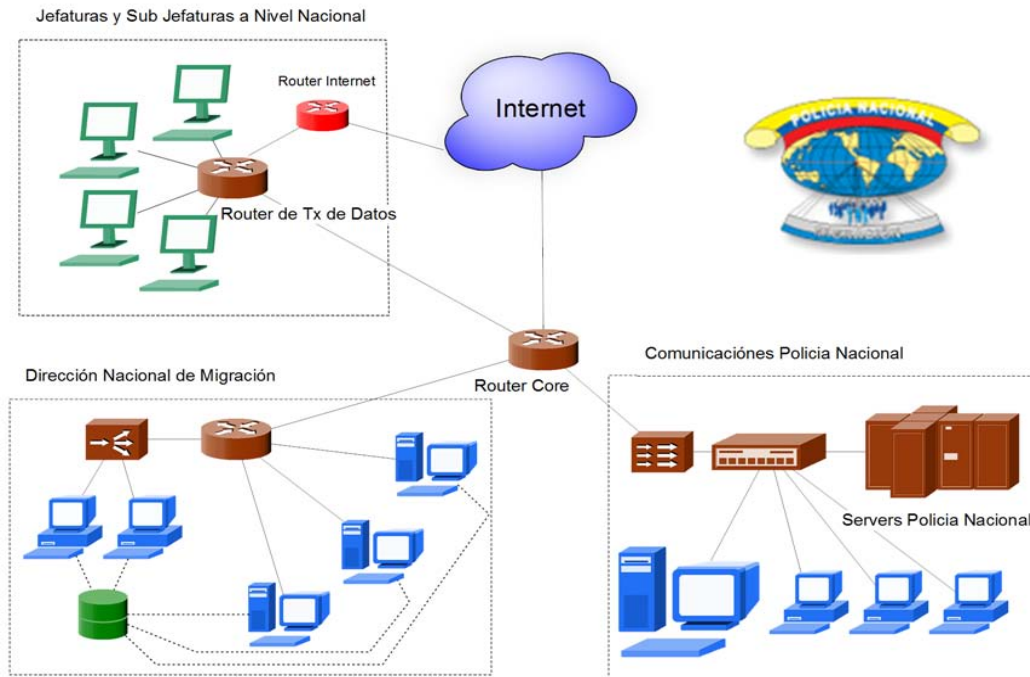 Jefaturas y Sub Jefaturas a Nivel Nacional
Router Internet
Internet
POLICIA NACIONAL
Router de Tx de Datos
Router Core
Comunicaciónes Policia Nacional
Dirección Nacional de Migración
Servers Policia Nacional